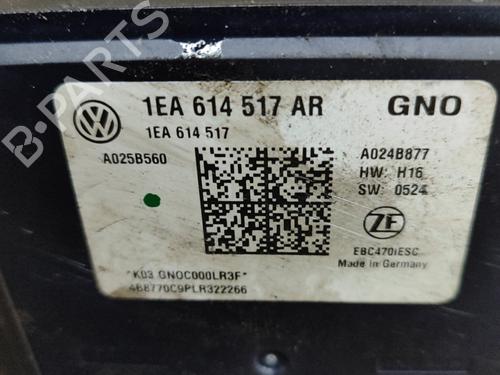 B-PARTS
1EA 614 517 AR
GNO
1EA 614 517
A025B560
A024B877
HW: H16
SW: 0524
ZF
EBC470IESC
Made in Germany
*K03 GNOC000LR3F*
468770C9PLR322266